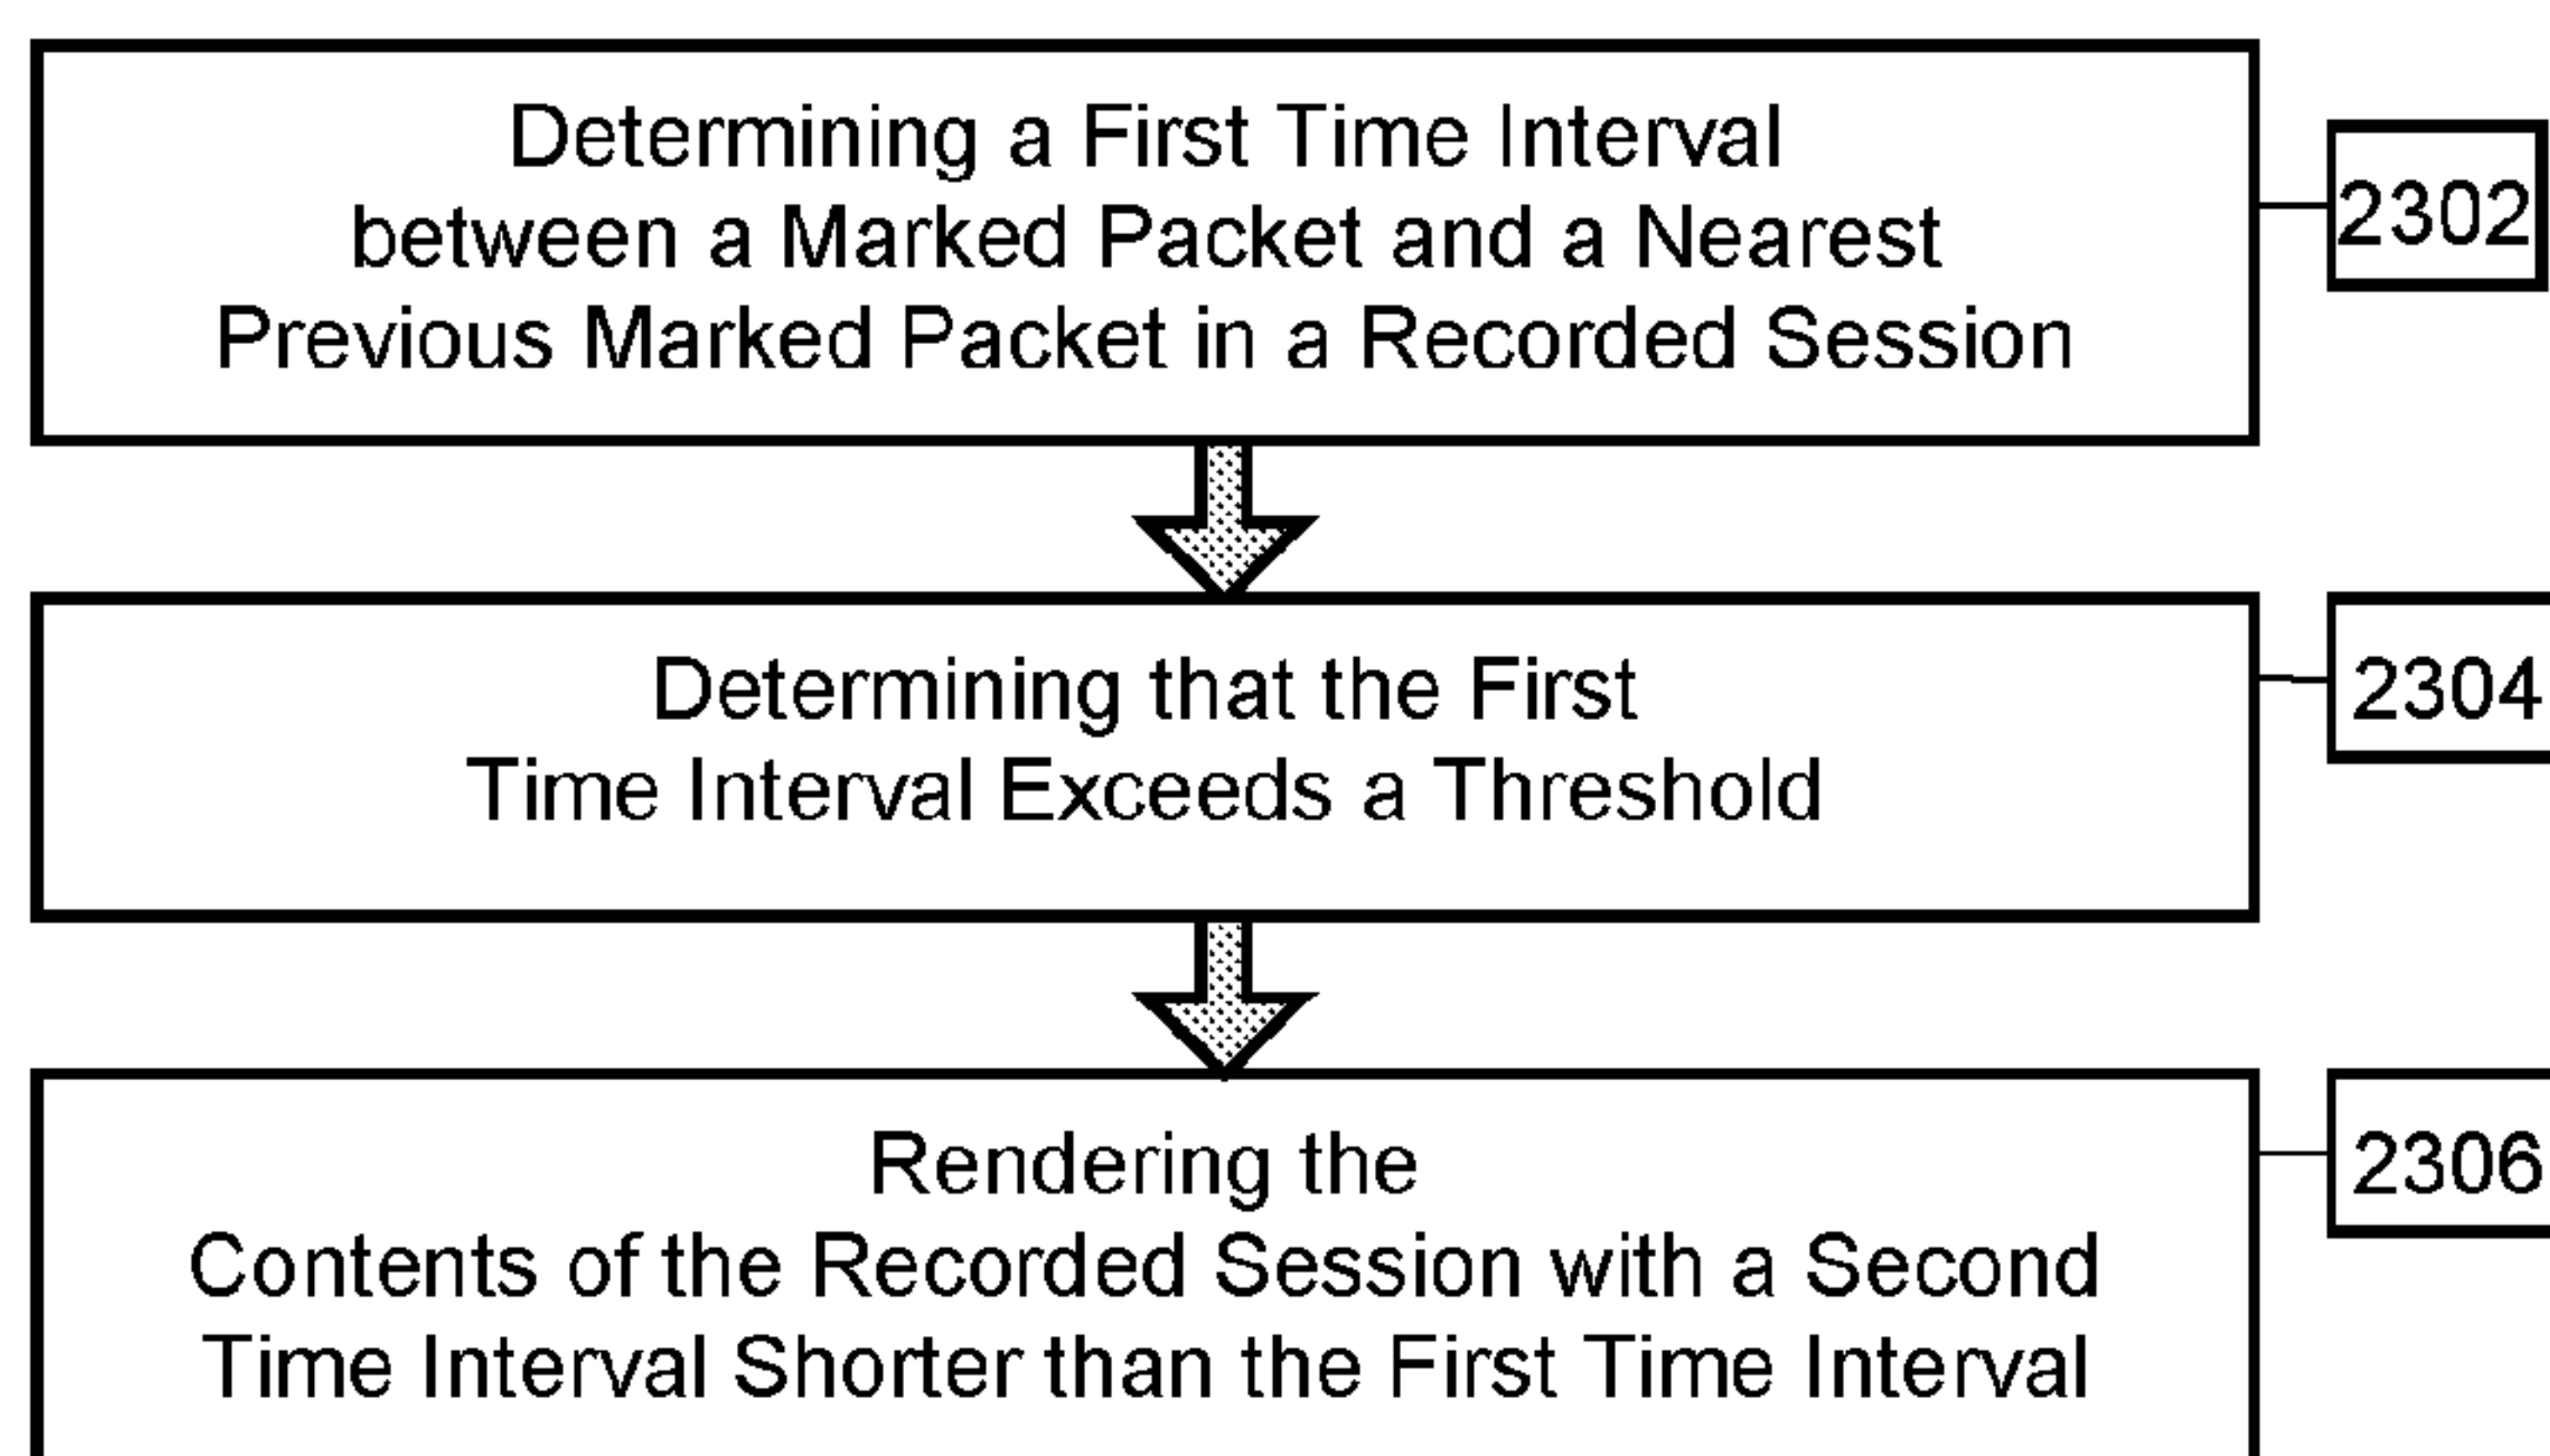 Determining a First Time Interval
between a Marked Packet and a Nearest
Previous Marked Packet in a Recorded Session
2302
Determining that the First
Time Interval Exceeds a Threshold
2304
Rendering the
Contents of the Recorded Session with a Second
Time Interval Shorter than the First Time Interval
2306